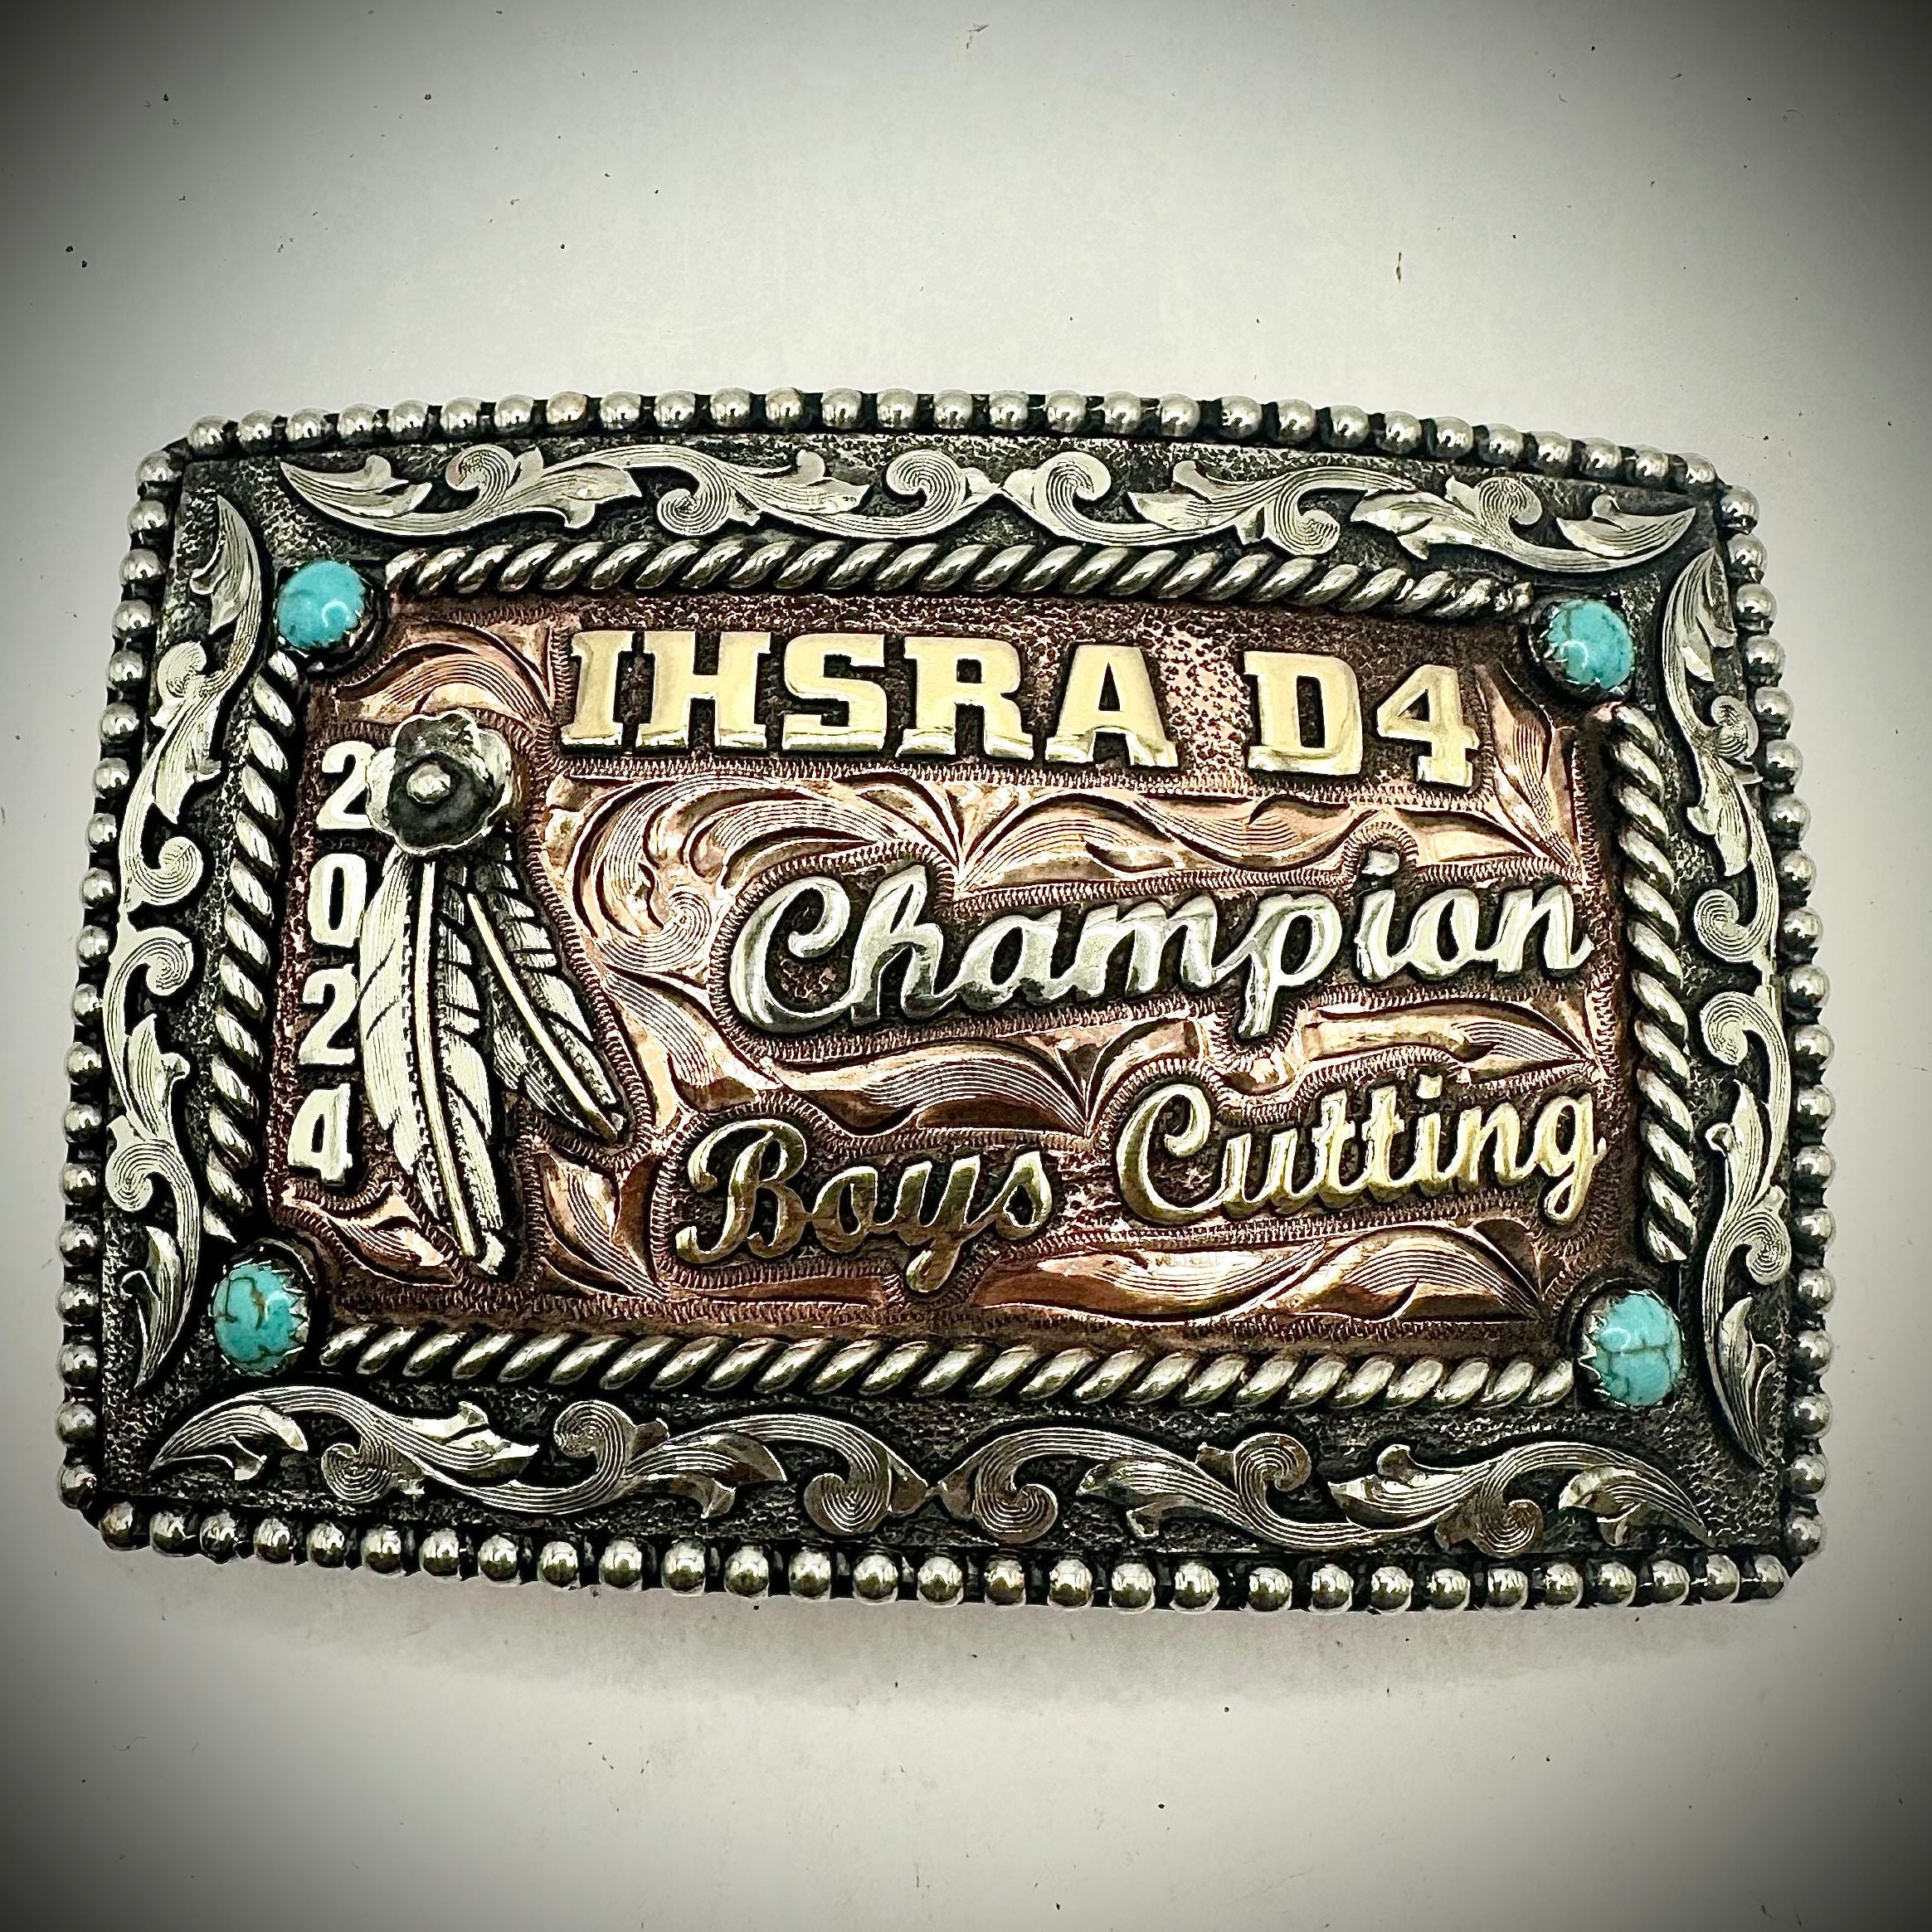 IHSRA D4
2024
Champion
Boys Cutting